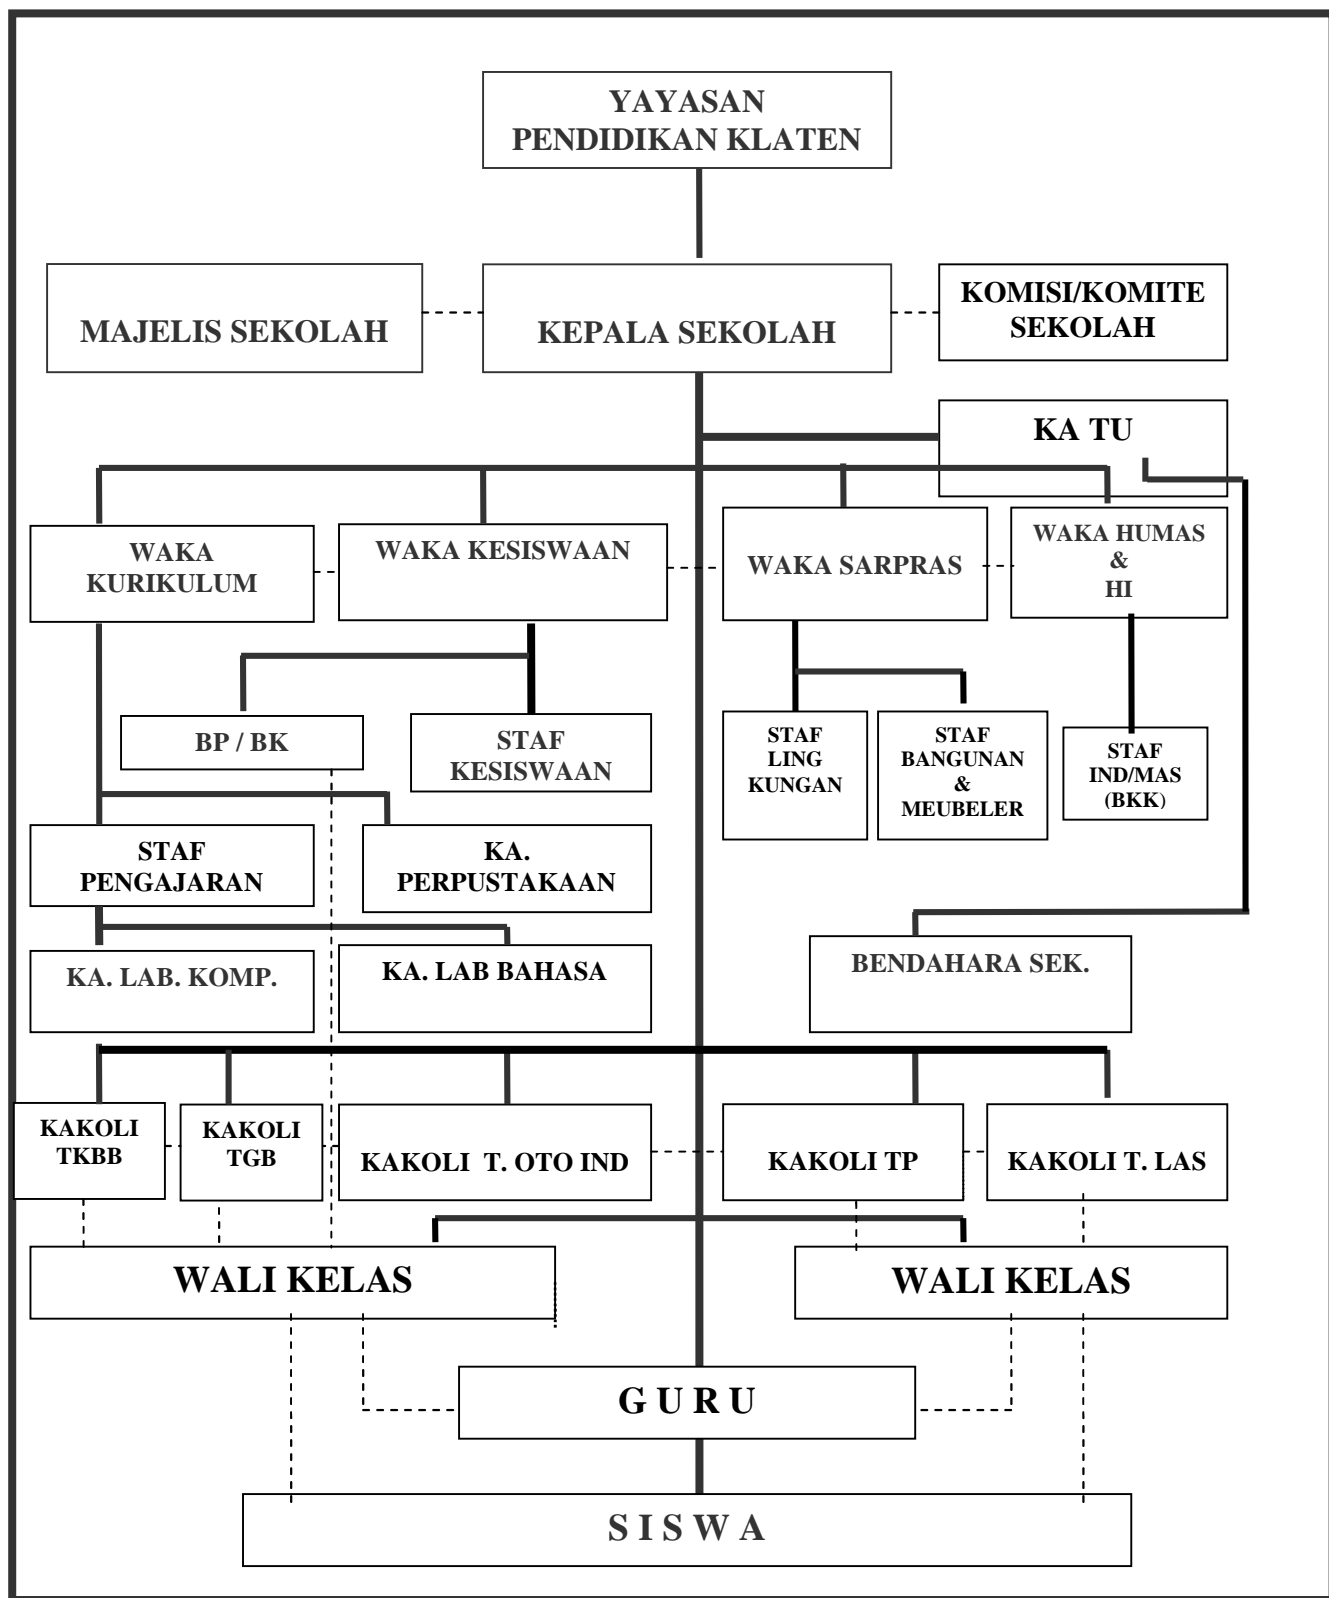 YAYASAN
PENDIDIKAN KLATEN
MAJELIS SEKOLAH
KEPALA SEKOLAH
KOMISI/KOMITE
SEKOLAH
KA TU
WAKA
KURIKULUM
WAKA KESISWAAN
WAKA SARPRAS
WAKA HUMAS
&
HI
BP / BK
STAF
KESISWAAN
STAF
LING
KUNGAN
STAF
BANGUNAN
&
MEUBELER
STAF
IND/MAS
(BKK)
STAF
PENGAJARAN
KA.
PERPUSTAKAAN
KA. LAB. KOMP.
KA. LAB BAHASA
BENDAHARA SEK.
KAKOLI
TKBB
KAKOLI
TGB
KAKOLI  T. OTO IND
KAKOLI TP
KAKOLI T. LAS
WALI KELAS
WALI KELAS
G U R U
S I S W A